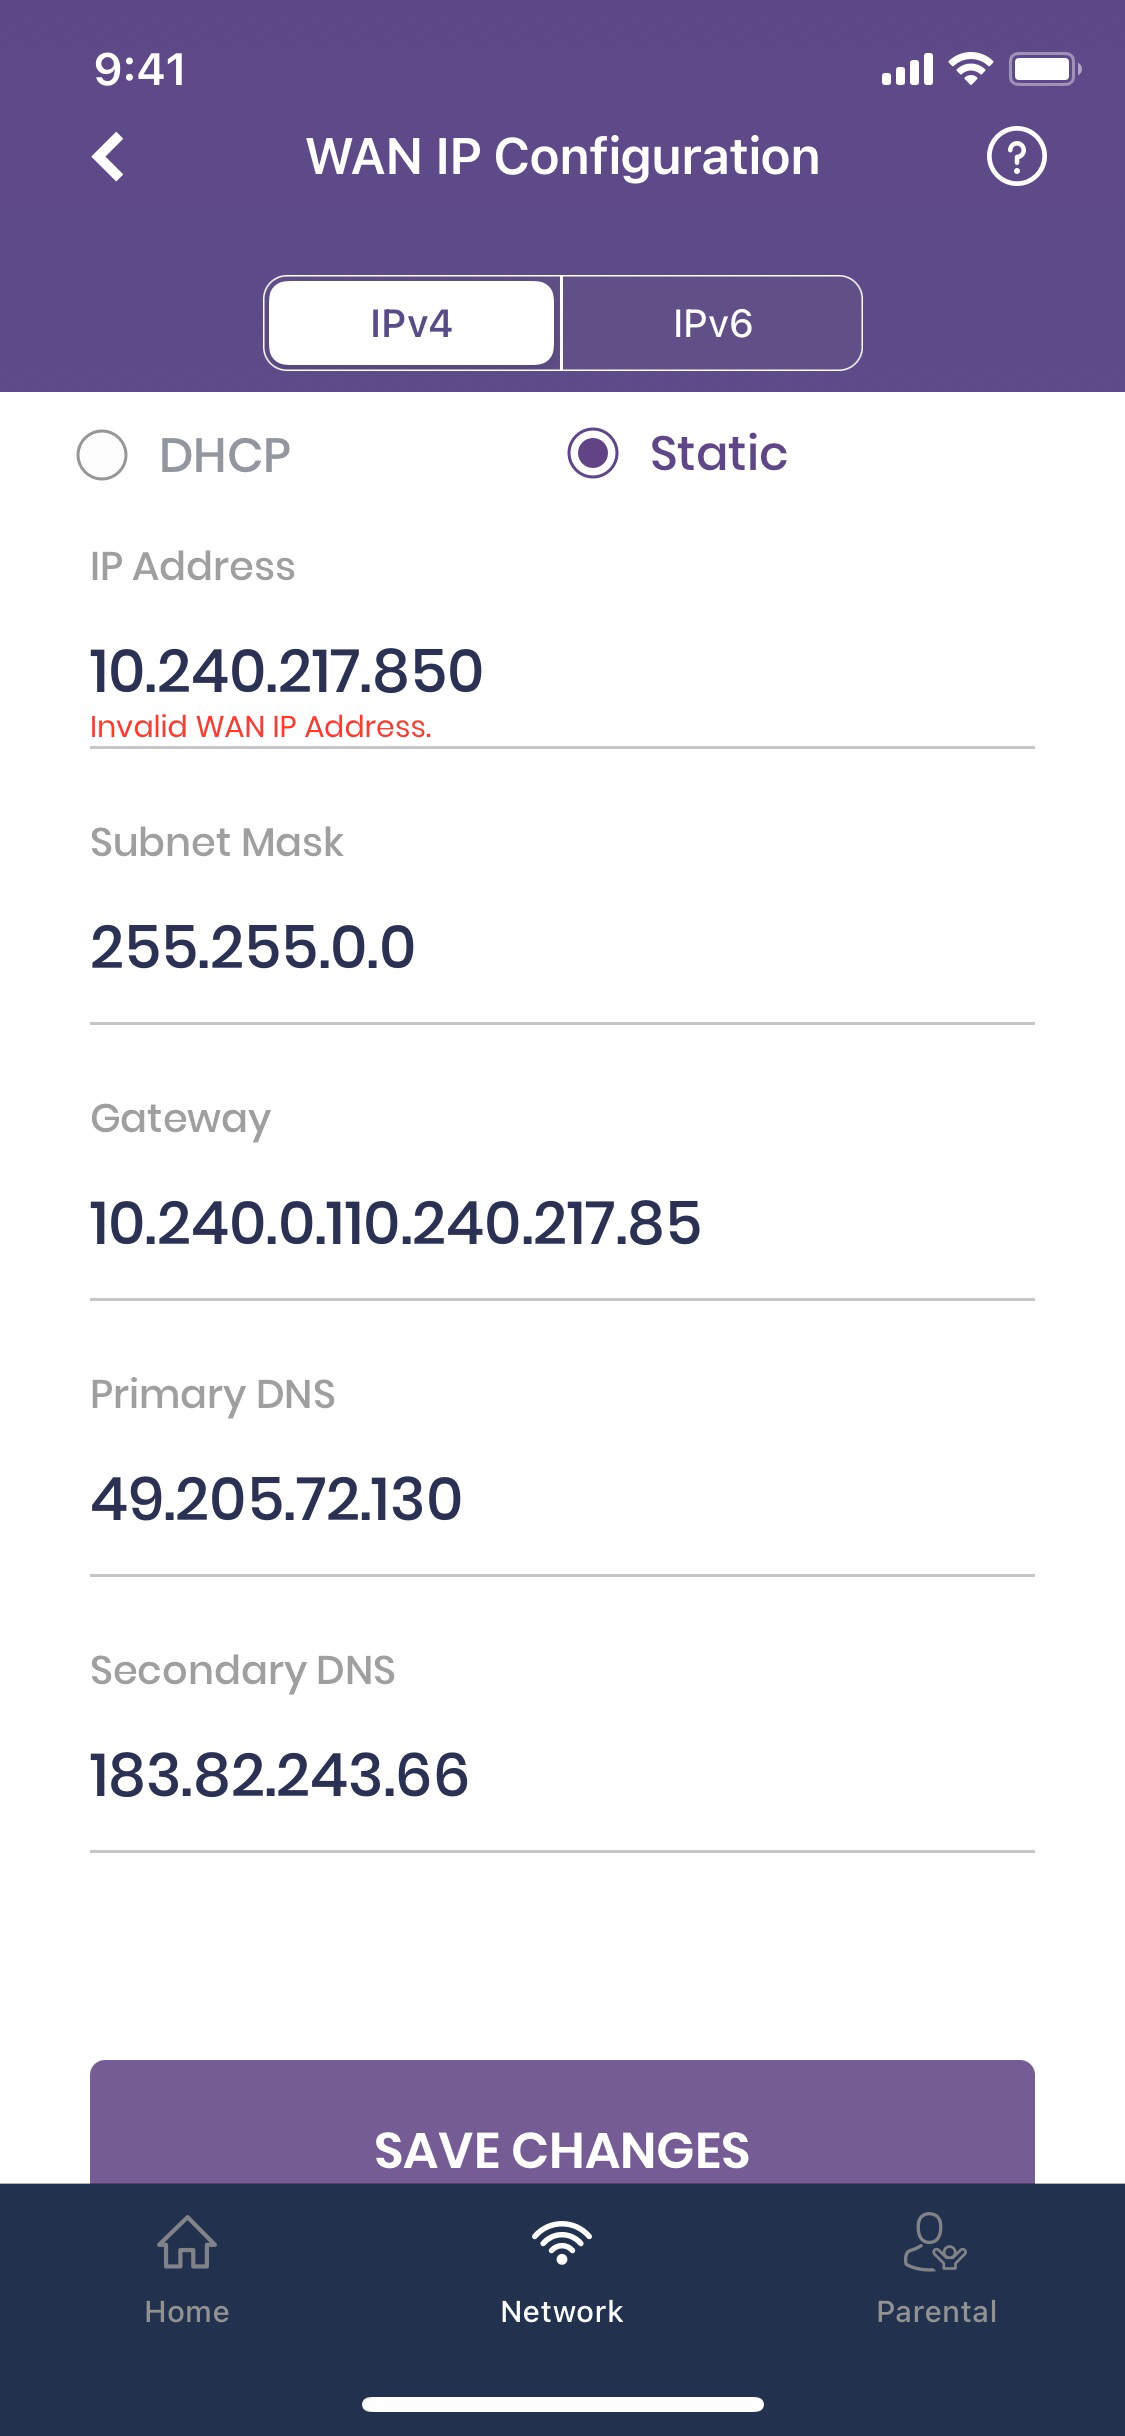 9:41
WAN IP Configuration
?
IPv4 IPv6
DHCP Static
IP Address
10.240.217.850
Invalid WAN IP Address.
Subnet Mask
255.255.0.0
Gateway
10.240.0.110.240.217.85
Primary DNS
49.205.72.130
Secondary DNS
183.82.243.66
SAVE CHANGES
Home Network Parental